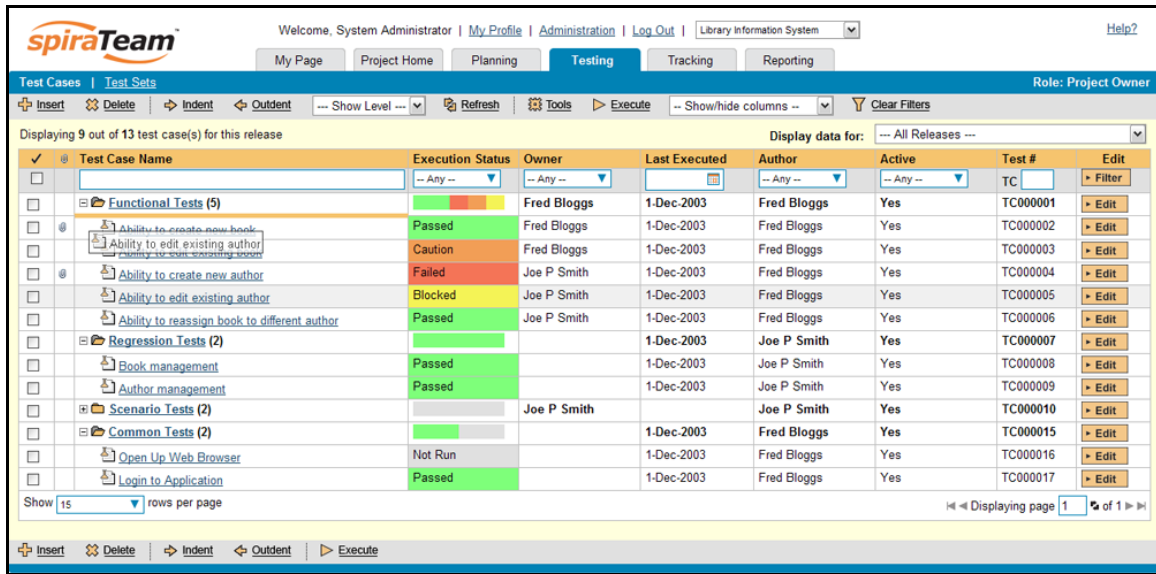 spiraTeam
Welcome, System Administrator | My Profile | Administration | Log Out | Library Information System
Help?
My Page Project Home Planning Testing Tracking Reporting
Test Cases | Test Sets Role: Project Owner
Insert Delete Indent Outdent --- Show Level --- Refresh Tools Execute -- Show/hide columns -- Clear Filters
Displaying 9 out of 13 test case(s) for this release Display data for: --- All Releases ---
Test Case Name Execution Status Owner Last Executed Author Active Test # Edit
-- Any -- -- Any -- -- Any -- -- Any -- TC Filter
Functional Tests (5) Fred Bloggs 1-Dec-2003 Fred Bloggs Yes TC000001 Edit
Ability to create new book Passed Fred Bloggs 1-Dec-2003 Fred Bloggs Yes TC000002 Edit
Ability to edit existing author
Ability to edit existing book Caution Fred Bloggs 1-Dec-2003 Fred Bloggs Yes TC000003 Edit
Ability to create new author Failed Joe P Smith 1-Dec-2003 Fred Bloggs Yes TC000004 Edit
Ability to edit existing author Blocked Joe P Smith 1-Dec-2003 Fred Bloggs Yes TC000005 Edit
Ability to reassign book to different author Passed Joe P Smith 1-Dec-2003 Fred Bloggs Yes TC000006 Edit
Regression Tests (2) 1-Dec-2003 Joe P Smith Yes TC000007 Edit
Book management Passed 1-Dec-2003 Joe P Smith Yes TC000008 Edit
Author management Passed 1-Dec-2003 Joe P Smith Yes TC000009 Edit
Scenario Tests (2) Joe P Smith Joe P Smith Yes TC000010 Edit
Common Tests (2) 1-Dec-2003 Fred Bloggs Yes TC000015 Edit
Open Up Web Browser Not Run 1-Dec-2003 Fred Bloggs Yes TC000016 Edit
Login to Application Passed 1-Dec-2003 Fred Bloggs Yes TC000017 Edit
Show 15 rows per page Displaying page 1 of 1
Insert Delete Indent Outdent Execute